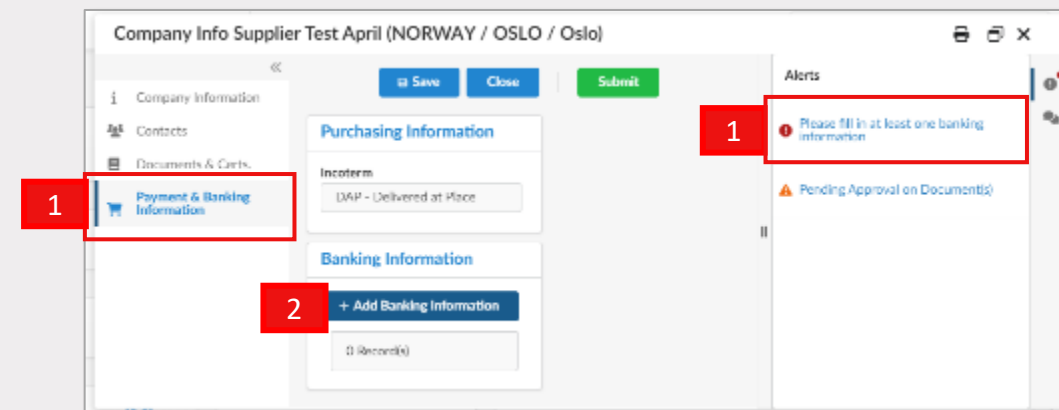 Company Info Supplier Test April (NORWAY / OSLO / Oslo)
«
Save
Close
Submit
Alerts
i Company Information
Contacts
Documents & Certs.
1
Payment & Banking
Information
Purchasing Information
Incoterm
DAP - Delivered at Place
Banking Information
2
+ Add Banking Information
0 Record(s)
1
Please fill in at least one banking
information
Pending Approval on Document(s)